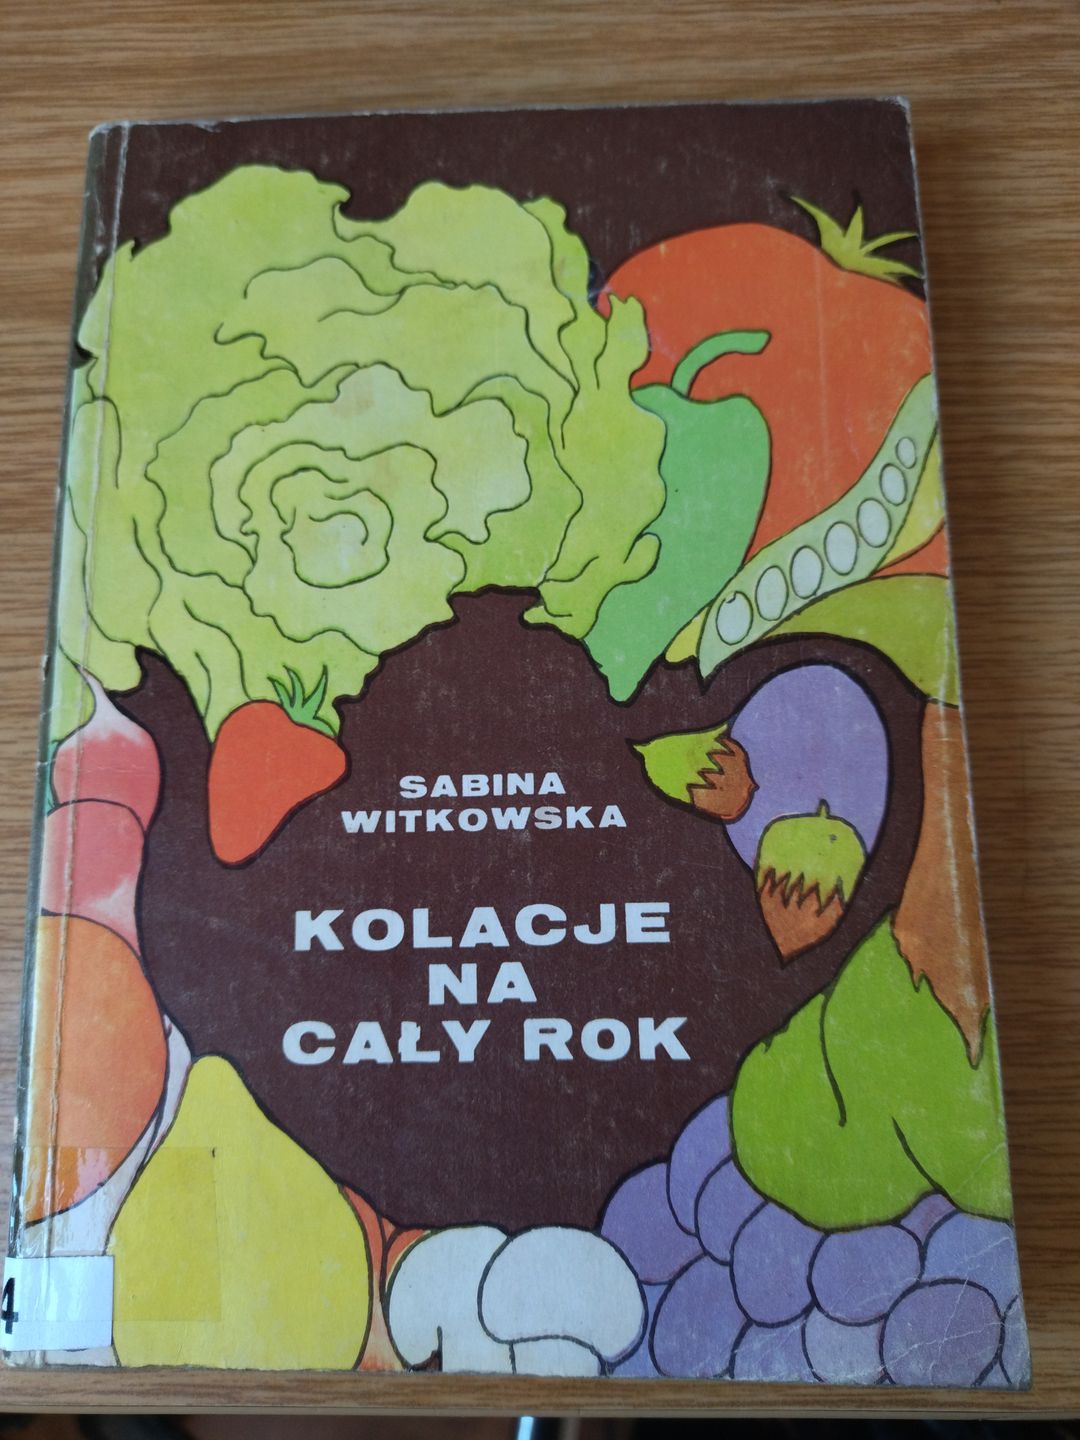 SABINA
WITKOWSKA
KOLACJE
NA
CAŁY ROK
4